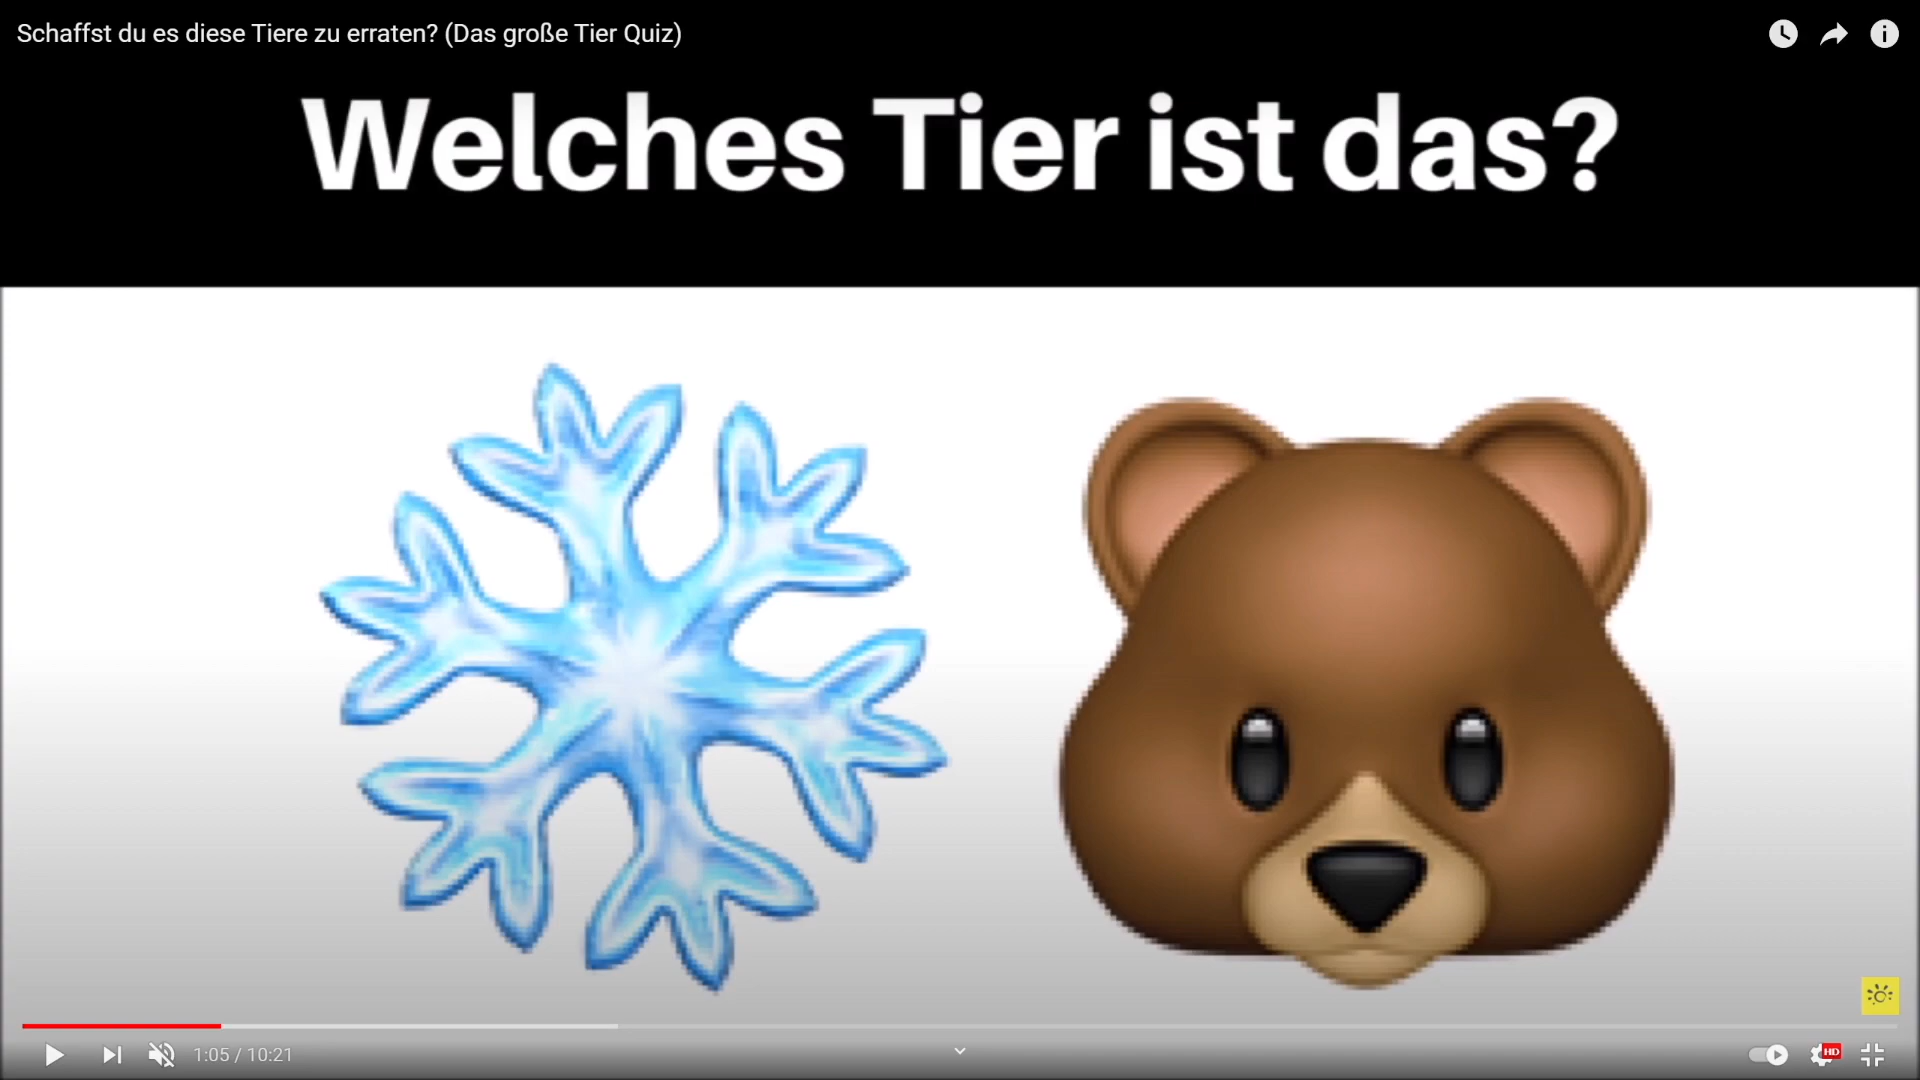 Schaffst du es diese Tiere zu erraten? (Das große Tier Quiz)
Welches Tier ist das?
1:05 / 10:21
HD